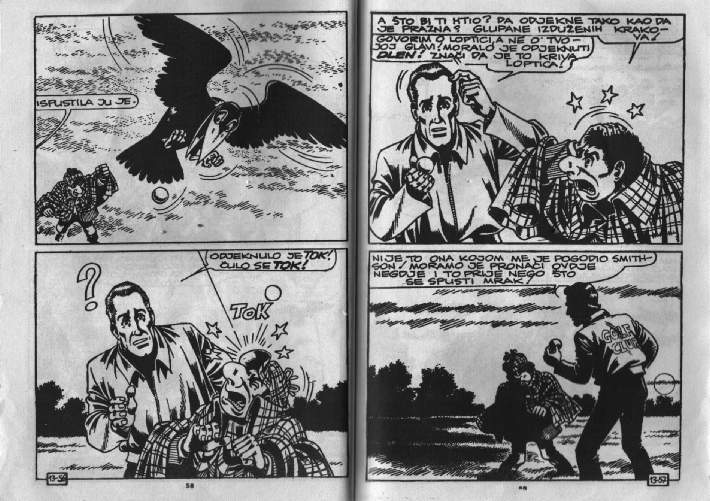 ISPUSTILA JU JE.
?
ODJEKNULO JE TOK!
ČULO SE TOK!
TOK
13-56
58
A ŠTO BI TI HTIO? DA ODJEKNE TAKO KAO DA
JE PRAZNA? GLUPANE IZDUŽENIH KRAKO-
VA!
GOVORIM O LOPTICI, A NE O TVO-
JOJ GLAVI! MORALO JE ODJEKNUTI
DLEN! ZNAČI DA JE TO KRIVA
LOPTICA!
NIJE TO ONA KOJOM ME JE POGODIO SMITH-
SON! MORAMO JE PRONAĆI OVDJE
NEGDJE I TO PRIJE NEGO ŠTO
SE SPUSTI MRAK!
GOLF
CLUB
13-57